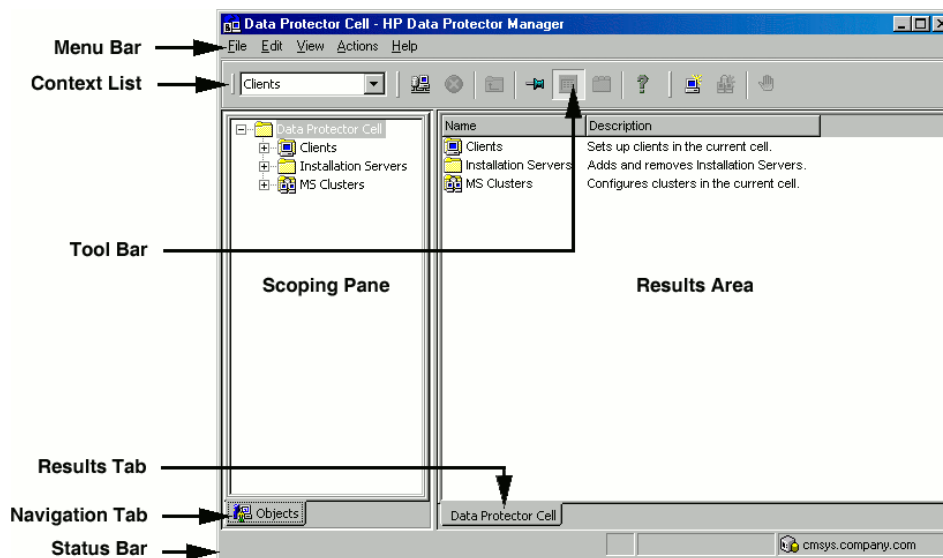 Data Protector Cell - HP Data Protector Manager
Menu Bar
File Edit View Actions Help
Context List
Clients
Data Protector Cell
Clients
Installation Servers
MS Clusters
Name Description
Clients Sets up clients in the current cell.
Installation Servers Adds and removes Installation Servers.
MS Clusters Configures clusters in the current cell.
Tool Bar
Scoping Pane
Results Area
Results Tab
Navigation Tab
Objects
Data Protector Cell
Status Bar
cmsys.company.com